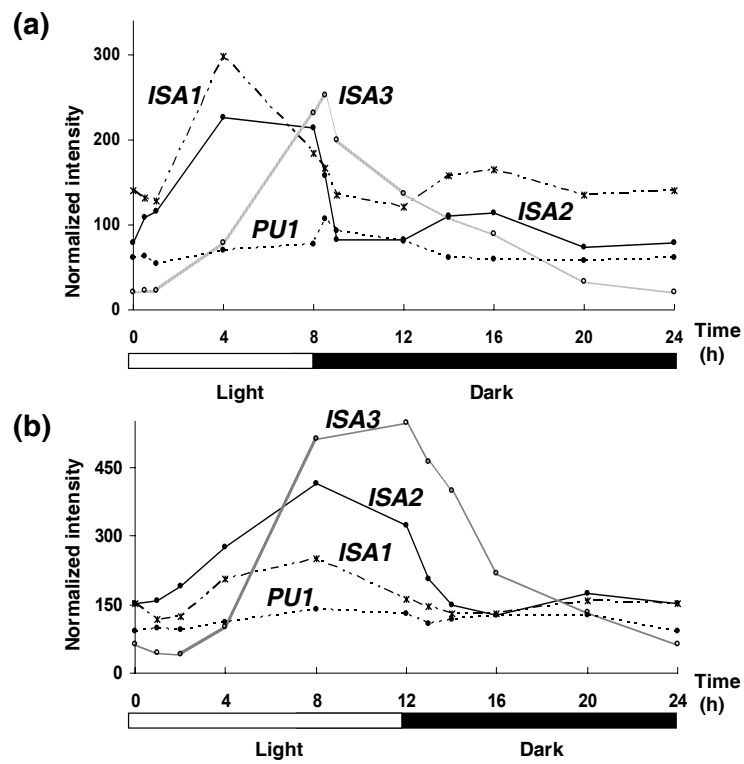 (a)
Normalized intensity
300
200
100
0
ISA1
ISA3
PU1
ISA2
0 4 8 12 16 20 24
Time
(h)
Light Dark
(b)
Normalized intensity
450
300
150
0
ISA3
ISA2
ISA1
PU1
0 4 8 12 16 20 24
Time
(h)
Light Dark